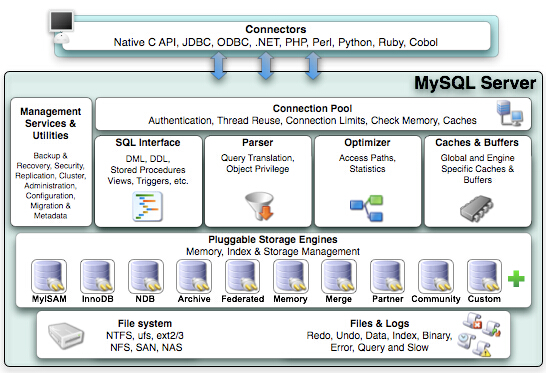 Connectors
Native C API, JDBC, ODBC, .NET, PHP, Perl, Python, Ruby, Cobol
MySQL Server
Management
Services &
Utilities
Backup &
Recovery, Security,
Replication, Cluster,
Administration,
Configuration,
Migration &
Metadata
Connection Pool
Authentication, Thread Reuse, Connection Limits, Check Memory, Caches
SQL Interface
DML, DDL,
Stored Procedures
Views, Triggers, etc.
Parser
Query Translation,
Object Privilege
Optimizer
Access Paths,
Statistics
Caches & Buffers
Global and Engine
Specific Caches &
Buffers
Pluggable Storage Engines
Memory, Index & Storage Management
MyISAM
InnoDB
NDB
Archive
Federated
Memory
Merge
Partner
Community
Custom
File system
NTFS, ufs, ext2/3
NFS, SAN, NAS
Files & Logs
Redo, Undo, Data, Index, Binary,
Error, Query and Slow